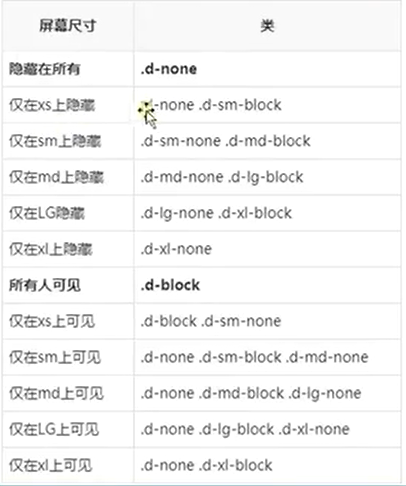 屏幕尺寸 类
隐藏在所有 .d-none
仅在xs上隐藏 -none .d-sm-block
仅在sm上隐藏 .d-sm-none .d-md-block
仅在md上隐藏 .d-md-none .d-lg-block
仅在LG隐藏 .d-lg-none .d-xl-block
仅在xl上隐藏 .d-xl-none
所有人可见 .d-block
仅在xs上可见 .d-block .d-sm-none
仅在sm上可见 .d-none .d-sm-block .d-md-none
仅在md上可见 .d-none .d-md-block .d-lg-none
仅在LG上可见 .d-none .d-lg-block .d-xl-none
仅在xl上可见 .d-none .d-xl-block